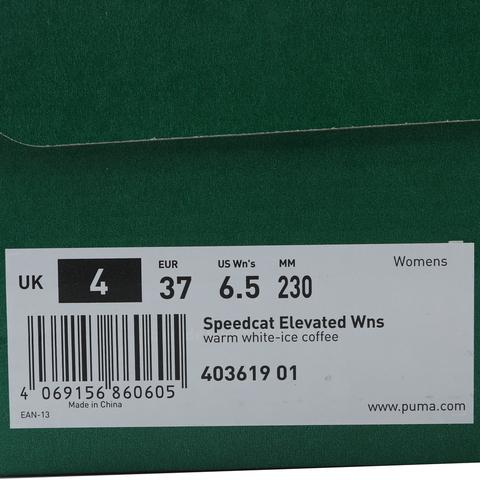 Womens
UK 4
EUR 37
US Wn's 6.5
MM 230
Speedcat Elevated Wns
warm white-ice coffee
403619 01
4 069156 860605
Made in China
EAN-13
www.puma.com